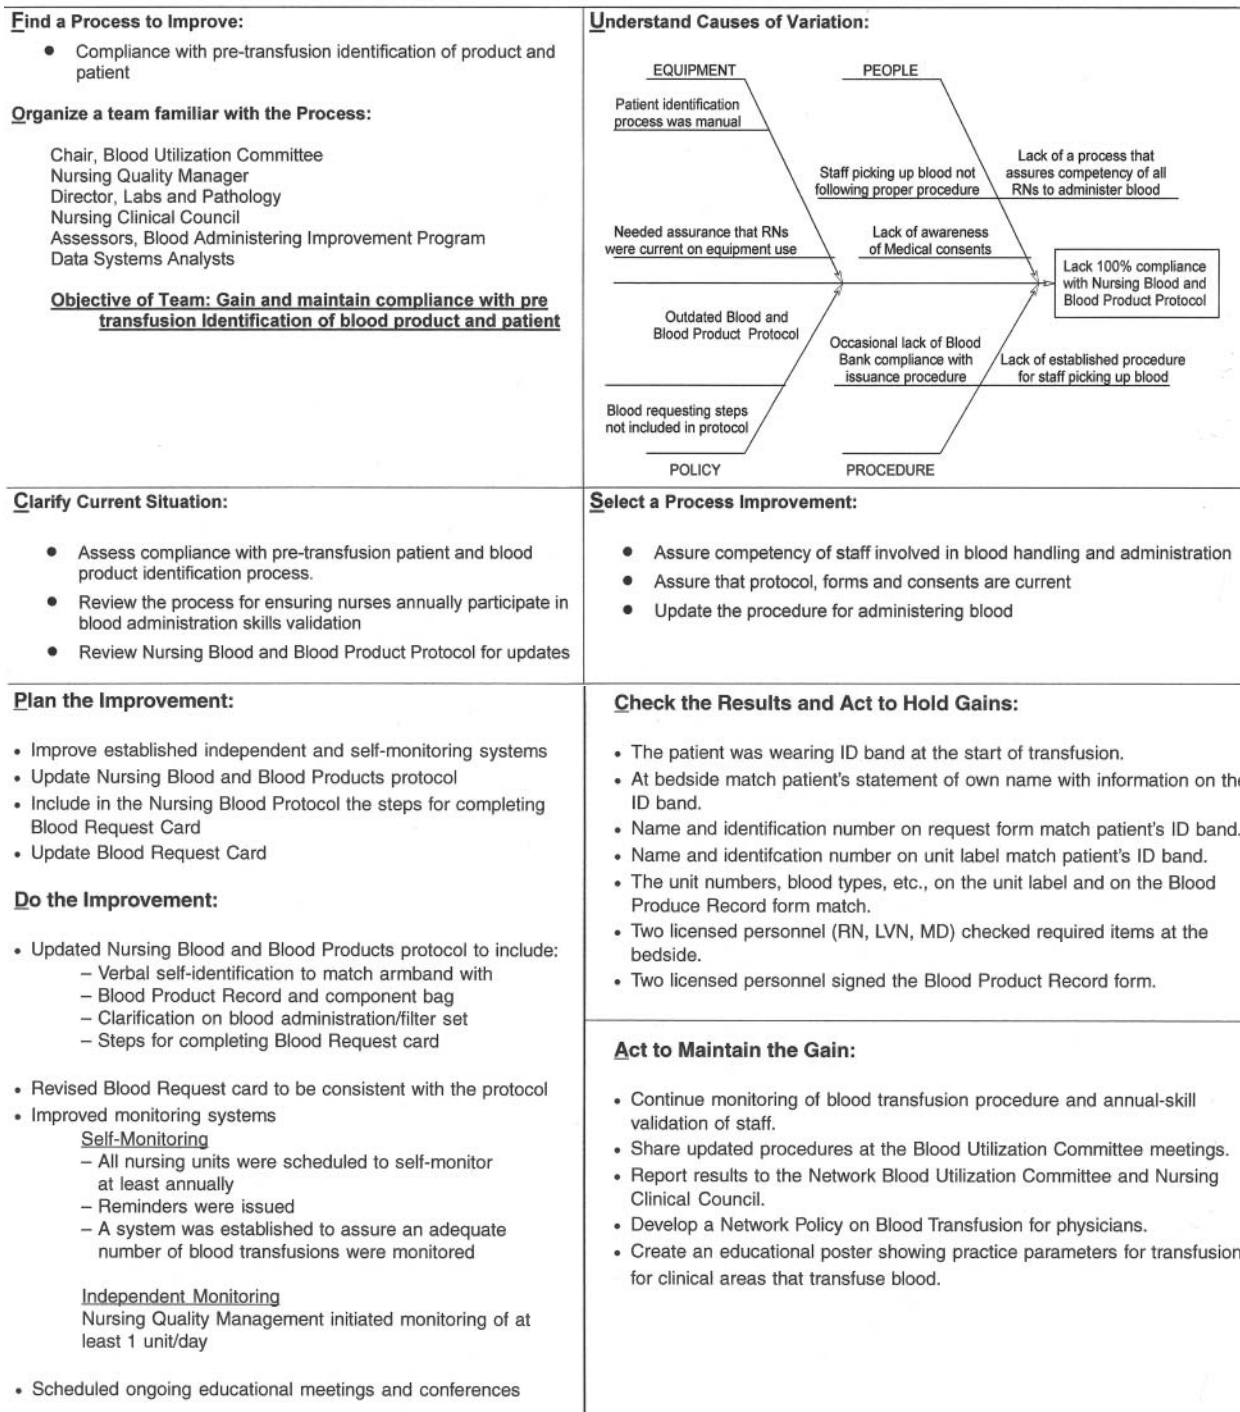 Find a Process to Improve:
● Compliance with pre-transfusion identification of product and
patient
Organize a team familiar with the Process:
Chair, Blood Utilization Committee
Nursing Quality Manager
Director, Labs and Pathology
Nursing Clinical Council
Assessors, Blood Administering Improvement Program
Data Systems Analysts
Objective of Team: Gain and maintain compliance with pre
transfusion Identification of blood product and patient
Understand Causes of Variation:
EQUIPMENT
PEOPLE
Patient identification
process was manual
Staff picking up blood not
following proper procedure
Lack of a process that
assures competency of all
RNs to administer blood
Needed assurance that RNs
were current on equipment use
Lack of awareness
of Medical consents
Lack 100% compliance
with Nursing Blood and
Blood Product Protocol
Outdated Blood and
Blood Product Protocol
Occasional lack of Blood
Bank compliance with
issuance procedure
Lack of established procedure
for staff picking up blood
Blood requesting steps
not included in protocol
POLICY
PROCEDURE
Clarify Current Situation:
● Assess compliance with pre-transfusion patient and blood
product identification process.
● Review the process for ensuring nurses annually participate in
blood administration skills validation
● Review Nursing Blood and Blood Product Protocol for updates
Select a Process Improvement:
● Assure competency of staff involved in blood handling and administration
● Assure that protocol, forms and consents are current
● Update the procedure for administering blood
Plan the Improvement:
• Improve established independent and self-monitoring systems
• Update Nursing Blood and Blood Products protocol
• Include in the Nursing Blood Protocol the steps for completing
Blood Request Card
• Update Blood Request Card
Do the Improvement:
• Updated Nursing Blood and Blood Products protocol to include:
– Verbal self-identification to match armband with
– Blood Product Record and component bag
– Clarification on blood administration/filter set
– Steps for completing Blood Request card
• Revised Blood Request card to be consistent with the protocol
• Improved monitoring systems
Self-Monitoring
– All nursing units were scheduled to self-monitor
at least annually
– Reminders were issued
– A system was established to assure an adequate
number of blood transfusions were monitored
Independent Monitoring
Nursing Quality Management initiated monitoring of at
least 1 unit/day
• Scheduled ongoing educational meetings and conferences
Check the Results and Act to Hold Gains:
• The patient was wearing ID band at the start of transfusion.
• At bedside match patient's statement of own name with information on the
ID band.
• Name and identification number on request form match patient's ID band.
• Name and identifcation number on unit label match patient's ID band.
• The unit numbers, blood types, etc., on the unit label and on the Blood
Produce Record form match.
• Two licensed personnel (RN, LVN, MD) checked required items at the
bedside.
• Two licensed personnel signed the Blood Product Record form.
Act to Maintain the Gain:
• Continue monitoring of blood transfusion procedure and annual-skill
validation of staff.
• Share updated procedures at the Blood Utilization Committee meetings.
• Report results to the Network Blood Utilization Committee and Nursing
Clinical Council.
• Develop a Network Policy on Blood Transfusion for physicians.
• Create an educational poster showing practice parameters for transfusion
for clinical areas that transfuse blood.